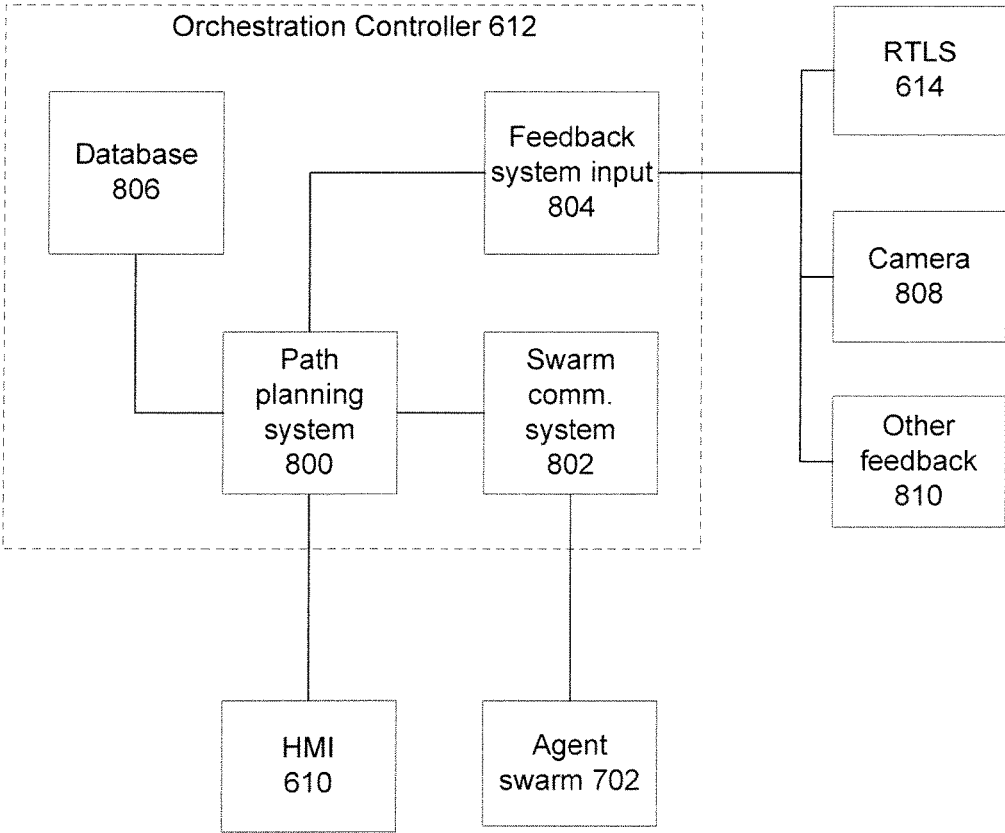 Orchestration Controller 612
RTLS
614
Database
806
Feedback
system input
804
Camera
808
Path
planning
system
800
Swarm
comm.
system
802
Other
feedback
810
HMI
610
Agent
swarm 702